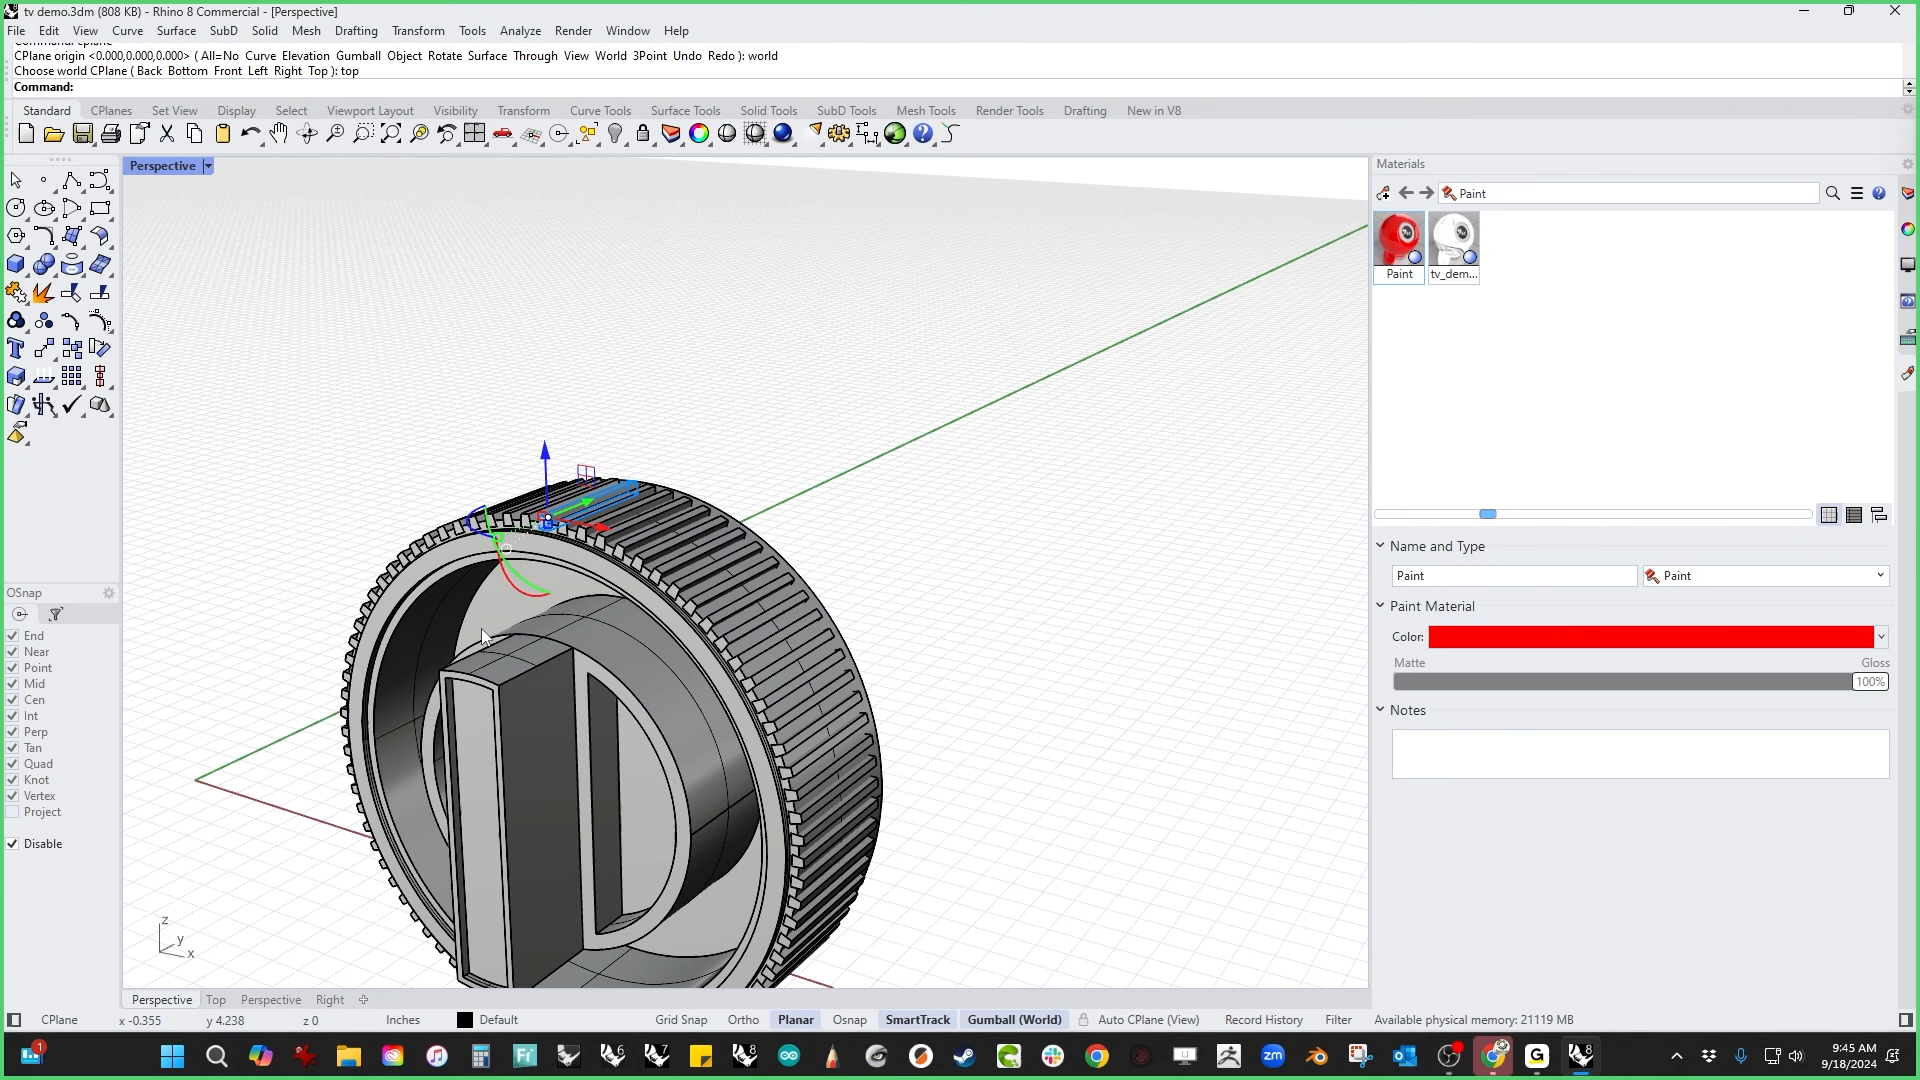 tv demo.3dm (808 KB) - Rhino 8 Commercial - [Perspective]
File Edit View Curve Surface SubD Solid Mesh Drafting Transform Tools Analyze Render Window Help
CPlane origin <0.000,0.000,0.000> ( All=No Curve Elevation Gumball Object Rotate Surface Through View World 3Point Undo Redo ): world
Choose world CPlane ( Back Bottom Front Left Right Top ): top
Command:
Standard CPlanes Set View Display Select Viewport Layout Visibility Transform Curve Tools Surface Tools Solid Tools SubD Tools Mesh Tools Render Tools Drafting New in V8
Perspective
Materials
Paint
Paint tv_dem...
Name and Type
Paint Paint
Paint Material
Color:
Matte Gloss
100%
Notes
OSnap
End
Near
Point
Mid
Cen
Int
Perp
Tan
Quad
Knot
Vertex
Project
Disable
z
y
x
Perspective Top Perspective Right
CPlane x -0.355 y 4.238 z 0 Inches Default Grid Snap Ortho Planar Osnap SmartTrack Gumball (World) Auto CPlane (View) Record History Filter Available physical memory: 21119 MB
9:45 AM
9/18/2024